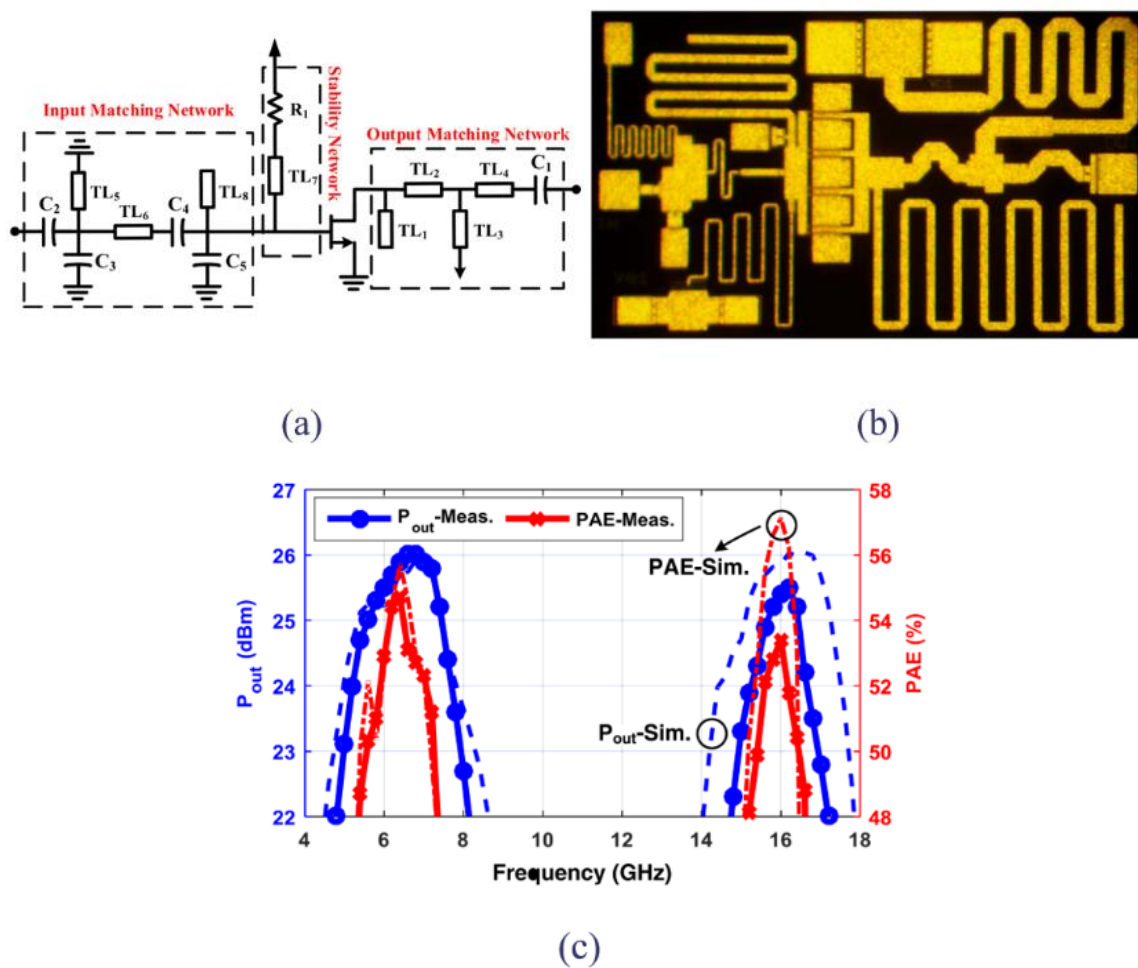 Input Matching Network
Stability Network
Output Matching Network
R1
TL7
TL5
TL6
TL8
C2
C4
C3
C5
TL2
TL4
C1
TL1
TL3
(a)
(b)
27
26
25
24
23
22
Pout (dBm)
Pout-Meas.
PAE-Meas.
PAE-Sim.
Pout-Sim.
58
56
54
52
50
48
PAE (%)
4 6 8 10 12 14 16 18
Frequency (GHz)
(c)